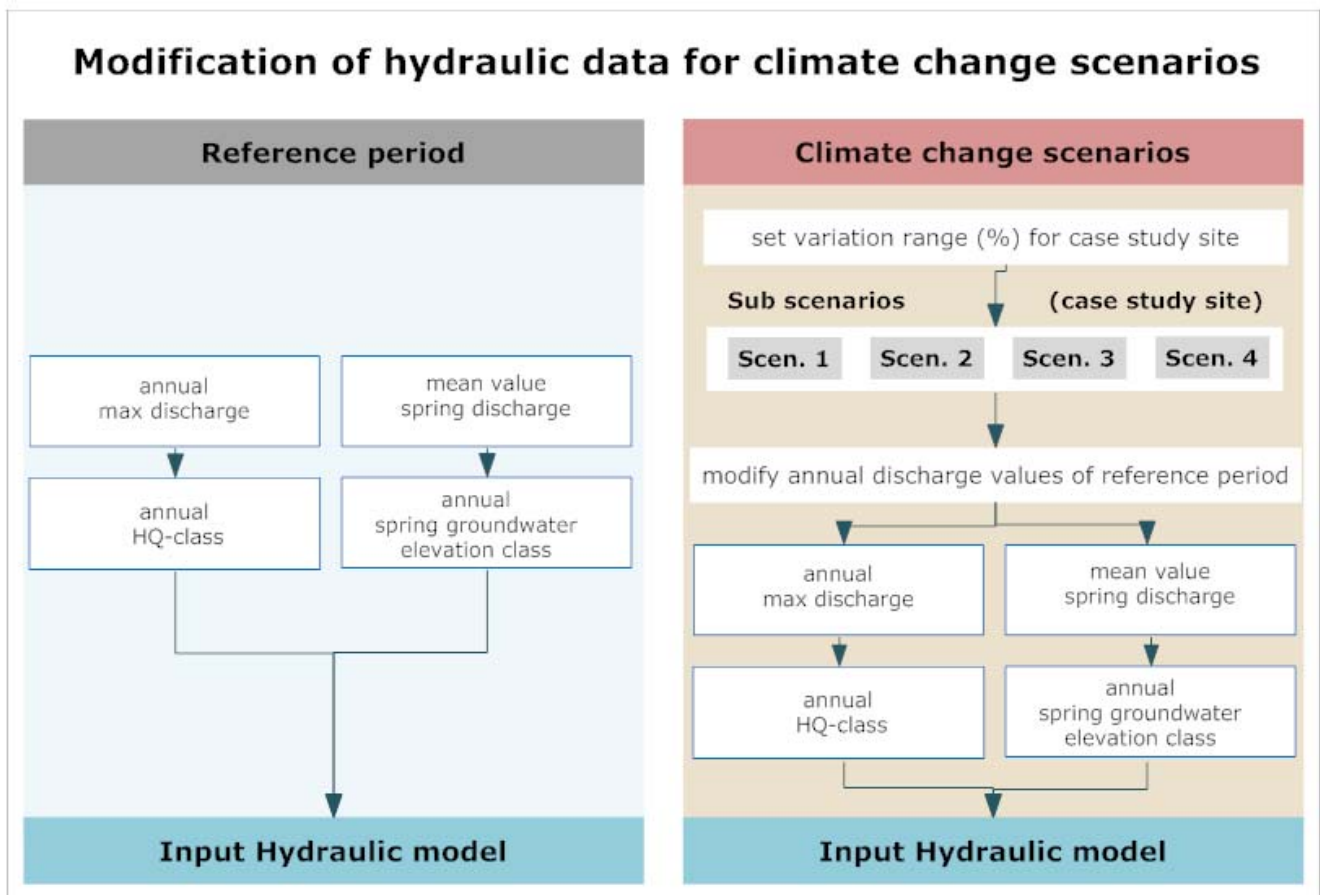 Modification of hydraulic data for climate change scenarios
Reference period
annual
max discharge
mean value
spring discharge
annual
HQ-class
annual
spring groundwater
elevation class
Input Hydraulic model
Climate change scenarios
set variation range (%) for case study site
Sub scenarios (case study site)
Scen. 1 Scen. 2 Scen. 3 Scen. 4
modify annual discharge values of reference period
annual
max discharge
mean value
spring discharge
annual
HQ-class
annual
spring groundwater
elevation class
Input Hydraulic model